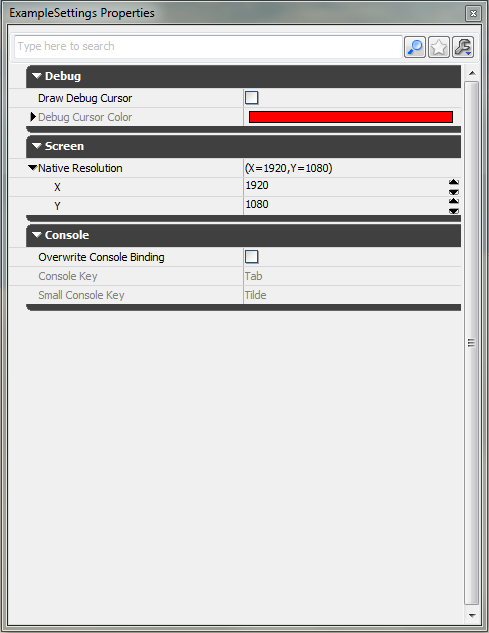 ExampleSettings Properties
Type here to search
Debug
Draw Debug Cursor
Debug Cursor Color
Screen
Native Resolution (X=1920,Y=1080)
X 1920
Y 1080
Console
Overwrite Console Binding
Console Key Tab
Small Console Key Tilde